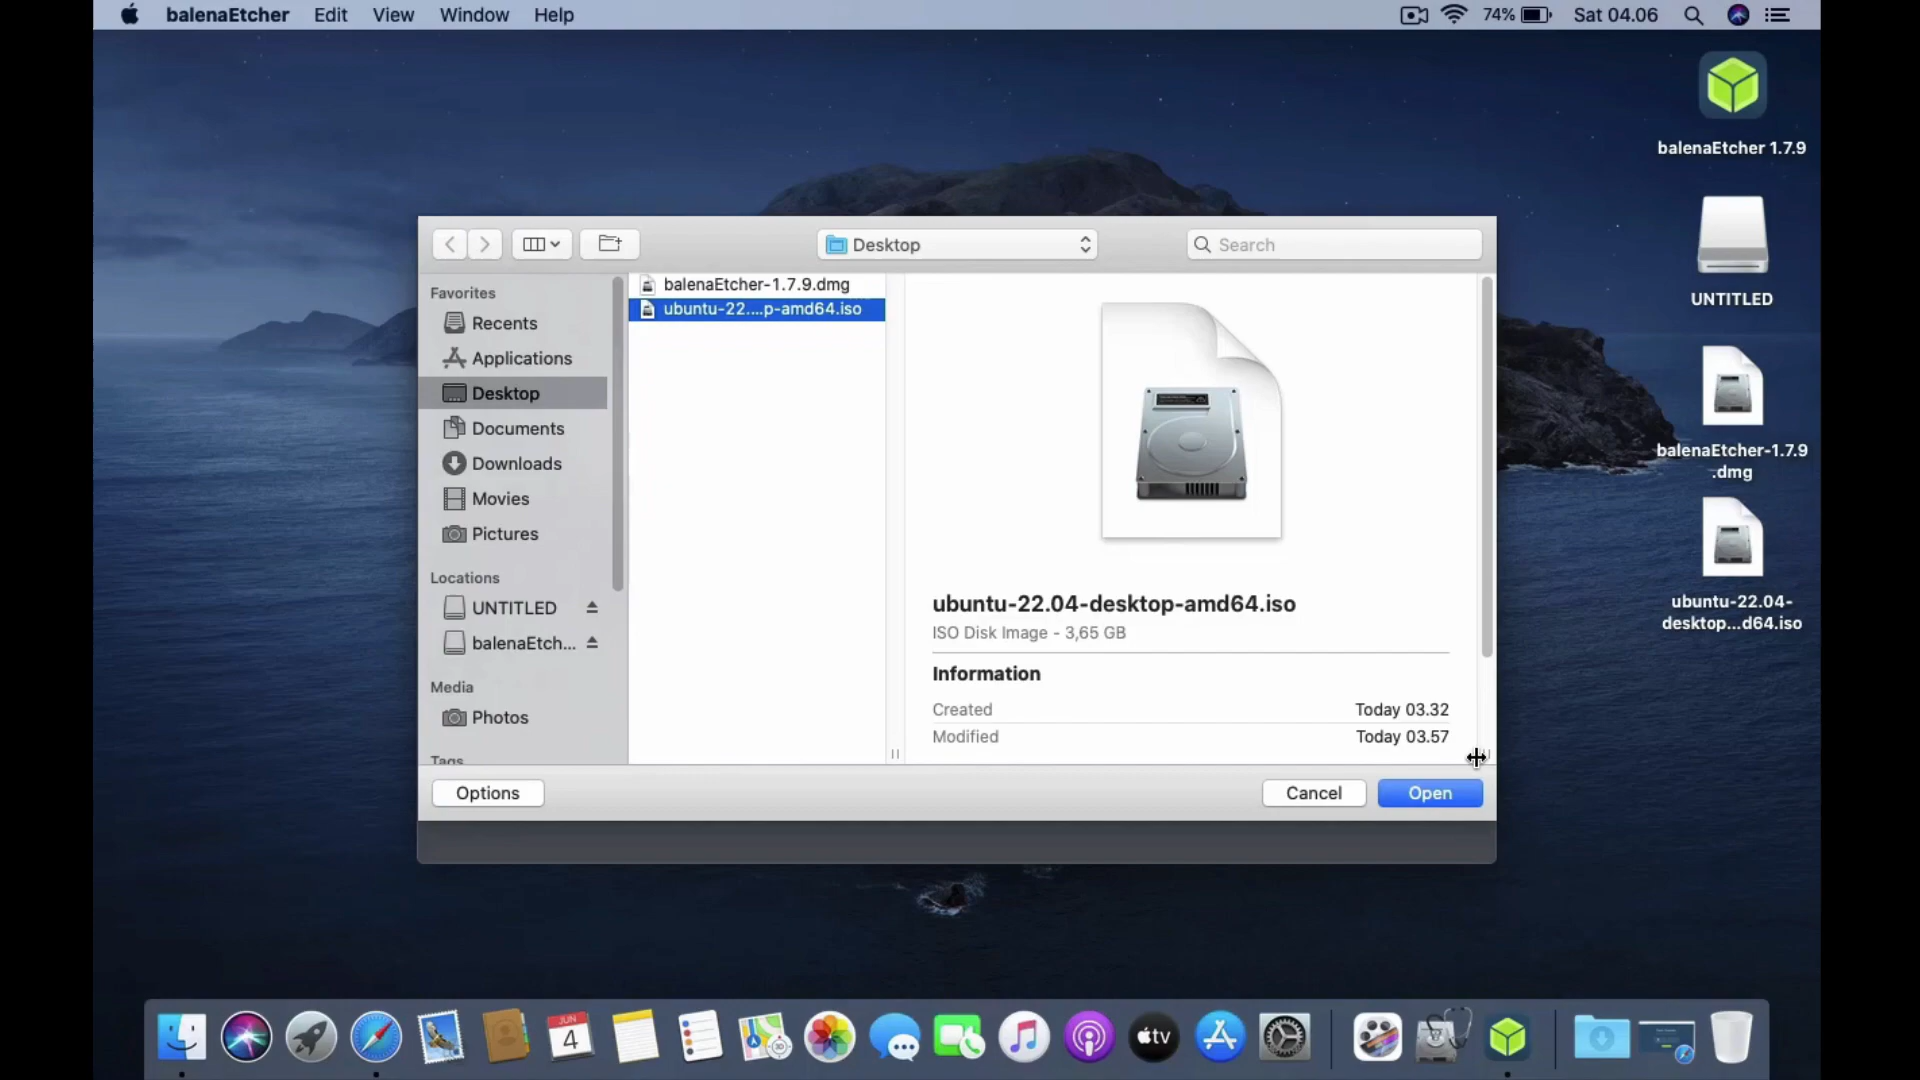 balenaEtcher Edit View Window Help 74% Sat 04.06
balenaEtcher 1.7.9
UNTITLED
balenaEtcher-1.7.9
.dmg
ubuntu-22.04-
desktop...d64.iso
Desktop
Search
Favorites
Recents
Applications
Desktop
Documents
Downloads
Movies
Pictures
Locations
UNTITLED
balenaEtch...
Media
Photos
Tags
balenaEtcher-1.7.9.dmg
ubuntu-22....p-amd64.iso
ubuntu-22.04-desktop-amd64.iso
ISO Disk Image - 3,65 GB
Information
Created Today 03.32
Modified Today 03.57
Options Cancel Open
JUN
4
tv